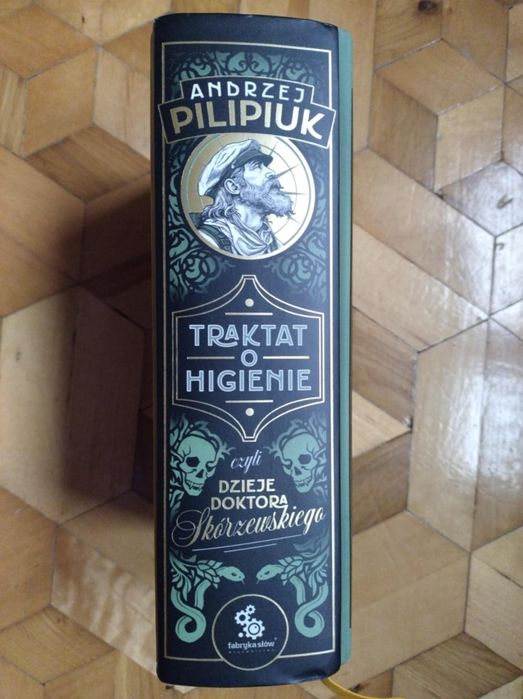 ANDRZEJ
PILIPIUK
TRAKTAT
O
HIGIENIE
czyli
DZIEJE
DOKTORA
Skórzewskiego
fabryka słów